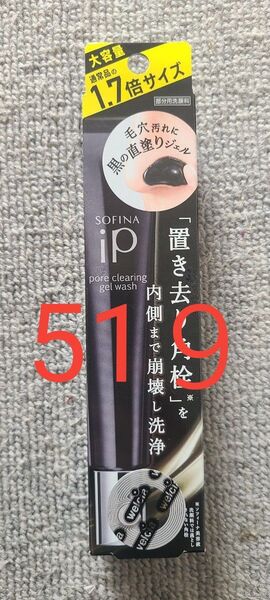 大容量
通常品の
1.7倍サイズ
部分用洗顔料
毛穴汚れに
黒の直塗りジェル
SOFINA
iP
pore clearing
gel wash
「置き去り角栓」※を
内側まで崩壊し洗浄
519
welcia